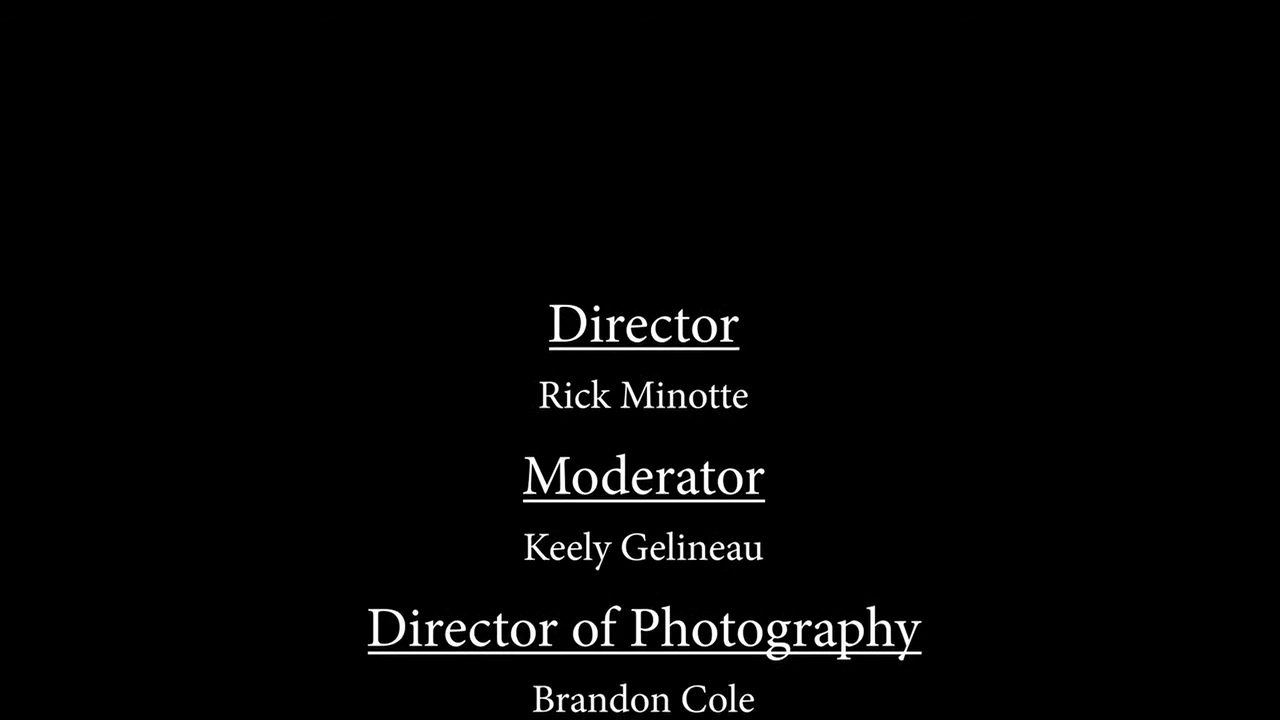 Director
Rick Minotte
Moderator
Keely Gelineau
Director of Photography
Brandon Cole